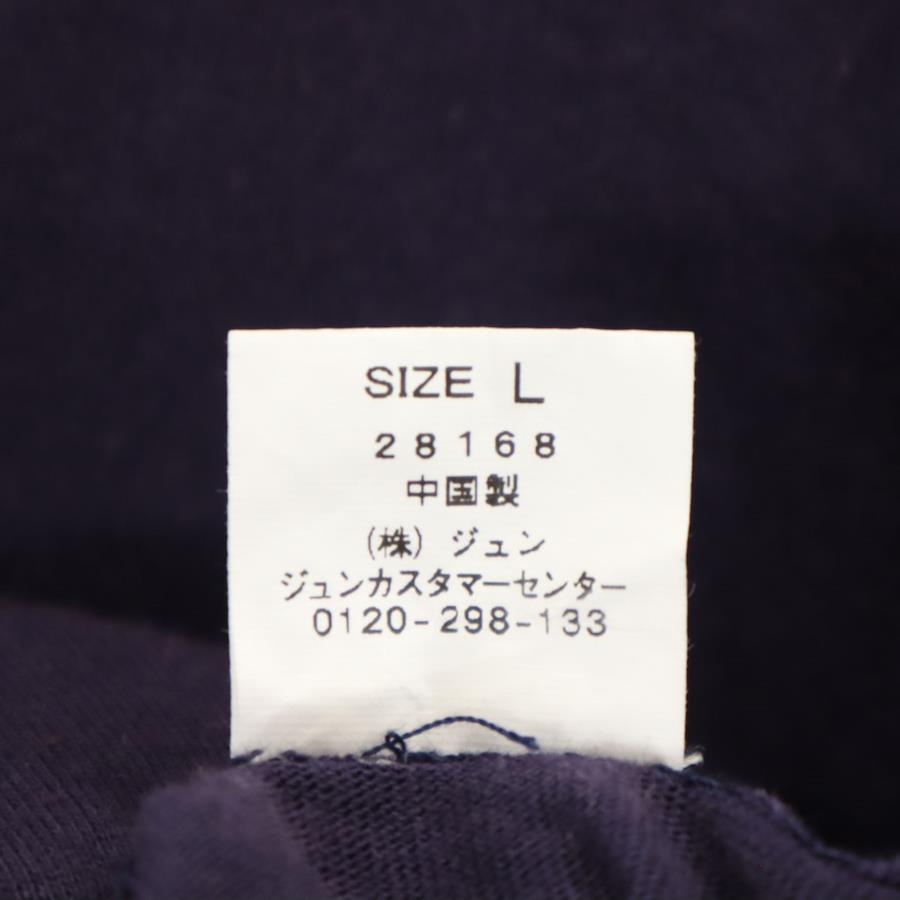 SIZE L
28168
中国製
(株) ジュン
ジュンカスタマーセンター
0120-298-133